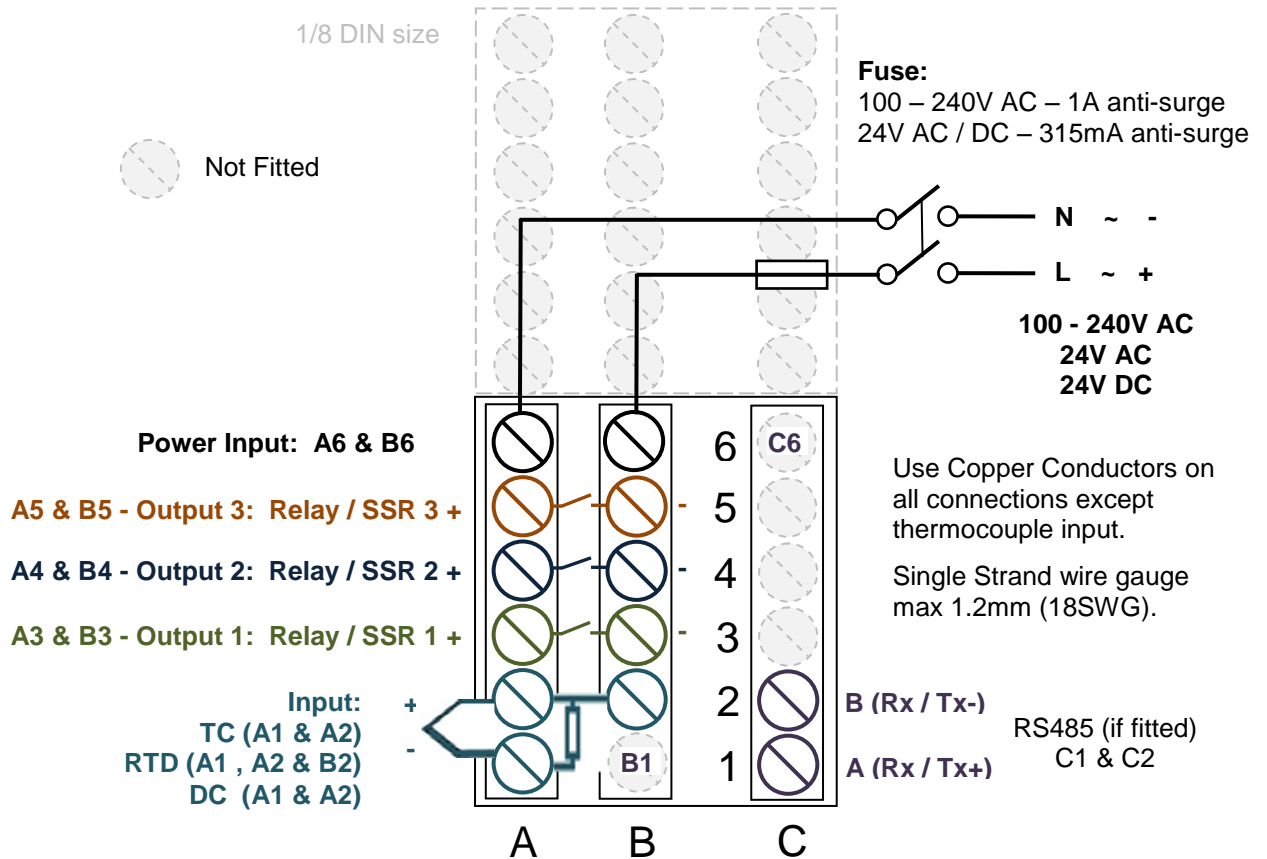 1/8 DIN size
Fuse:
100 – 240V AC – 1A anti-surge
24V AC / DC – 315mA anti-surge
Not Fitted
N ~ -
L ~ +
100 - 240V AC
24V AC
24V DC
Power Input: A6 & B6
6
C6
A5 & B5 - Output 3: Relay / SSR 3 +
-
5
A4 & B4 - Output 2: Relay / SSR 2 +
-
4
A3 & B3 - Output 1: Relay / SSR 1 +
-
3
Use Copper Conductors on
all connections except
thermocouple input.
Single Strand wire gauge
max 1.2mm (18SWG).
Input: +
TC (A1 & A2)
-
RTD (A1 , A2 & B2)
DC (A1 & A2)
2
B (Rx / Tx-)
B1
1
A (Rx / Tx+)
RS485 (if fitted)
C1 & C2
A B C